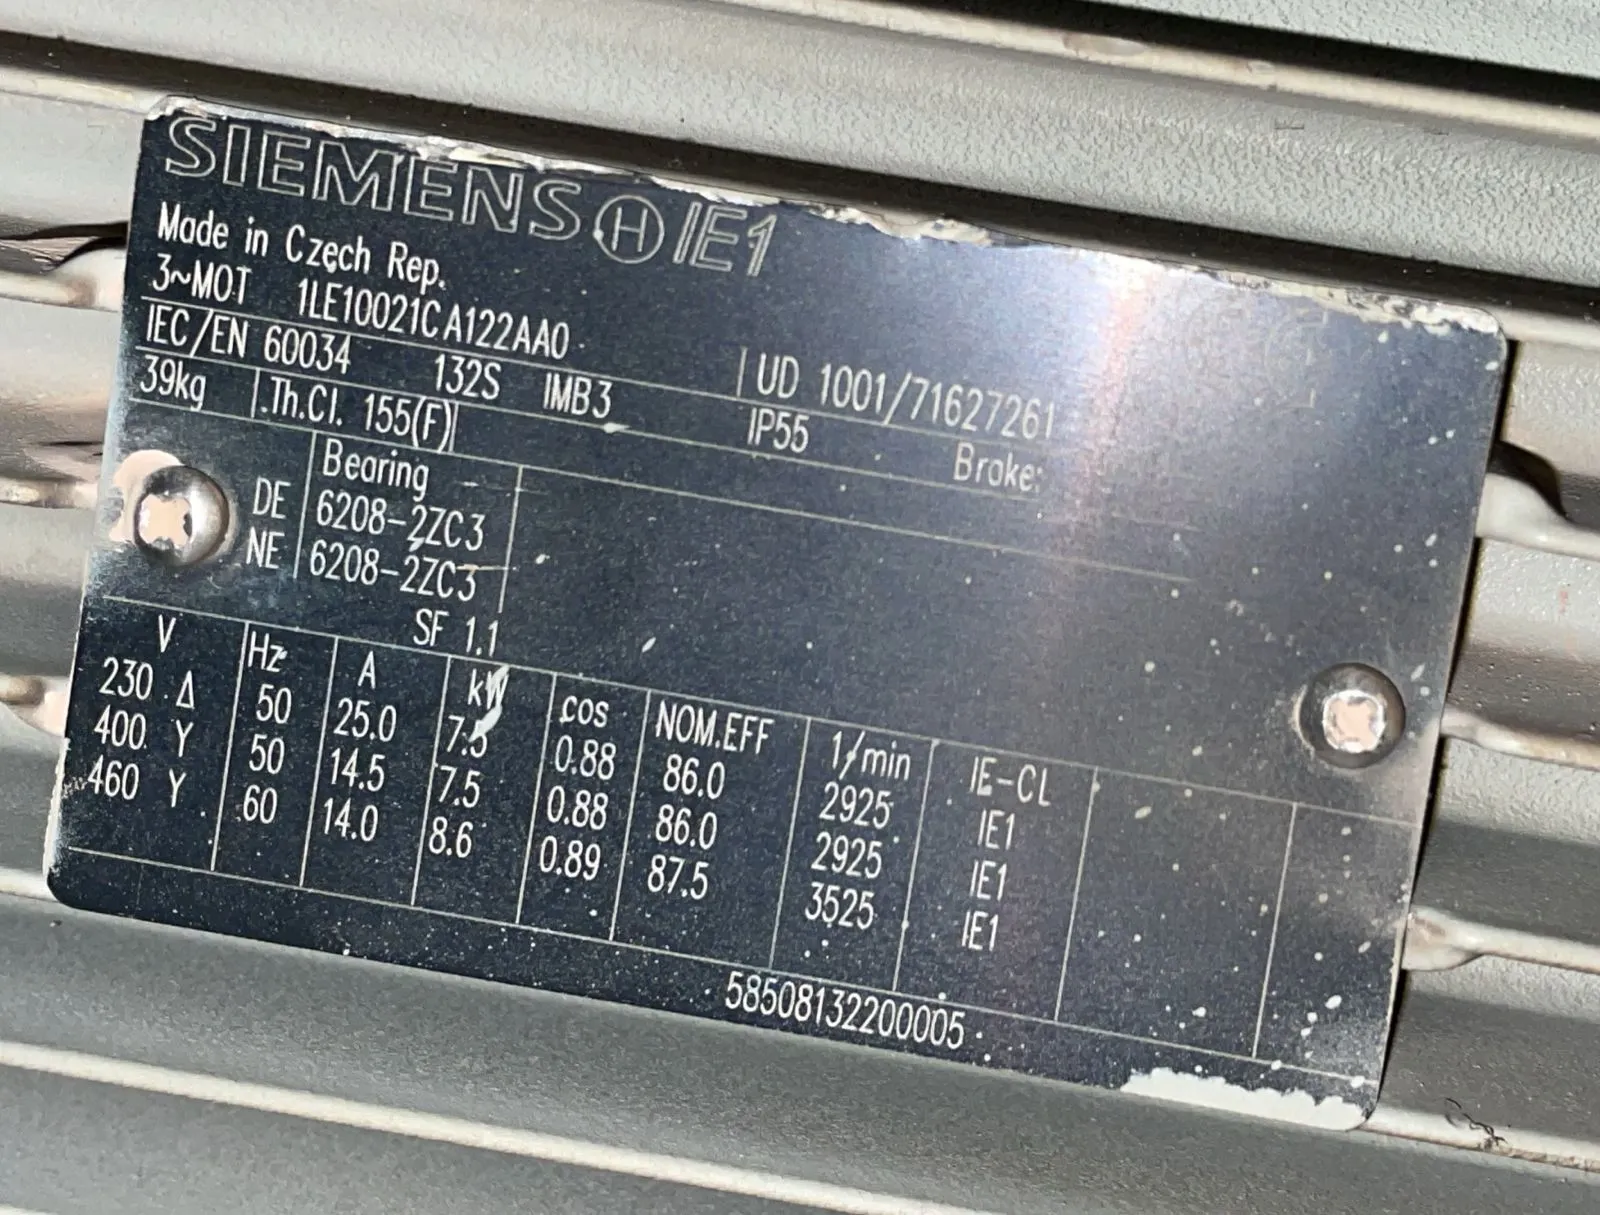 SIEMENS H IE1
Made in Czech Rep.
3~MOT 1LE10021CA122AA0 UD 1001/71627261
IEC/EN 60034 132S IMB3 IP55 Brake:
39kg Th.Cl. 155(F)
Bearing
DE 6208-2ZC3
NE 6208-2ZC3
SF 1.1
V Hz A kW cos NOM.EFF 1/min IE-CL
230 Δ 50 25.0 7.5 0.88 86.0 2925 IE1
400 Y 50 14.5 7.5 0.88 86.0 2925 IE1
460 Y 60 14.0 8.6 0.89 87.5 3525 IE1
58508132200005